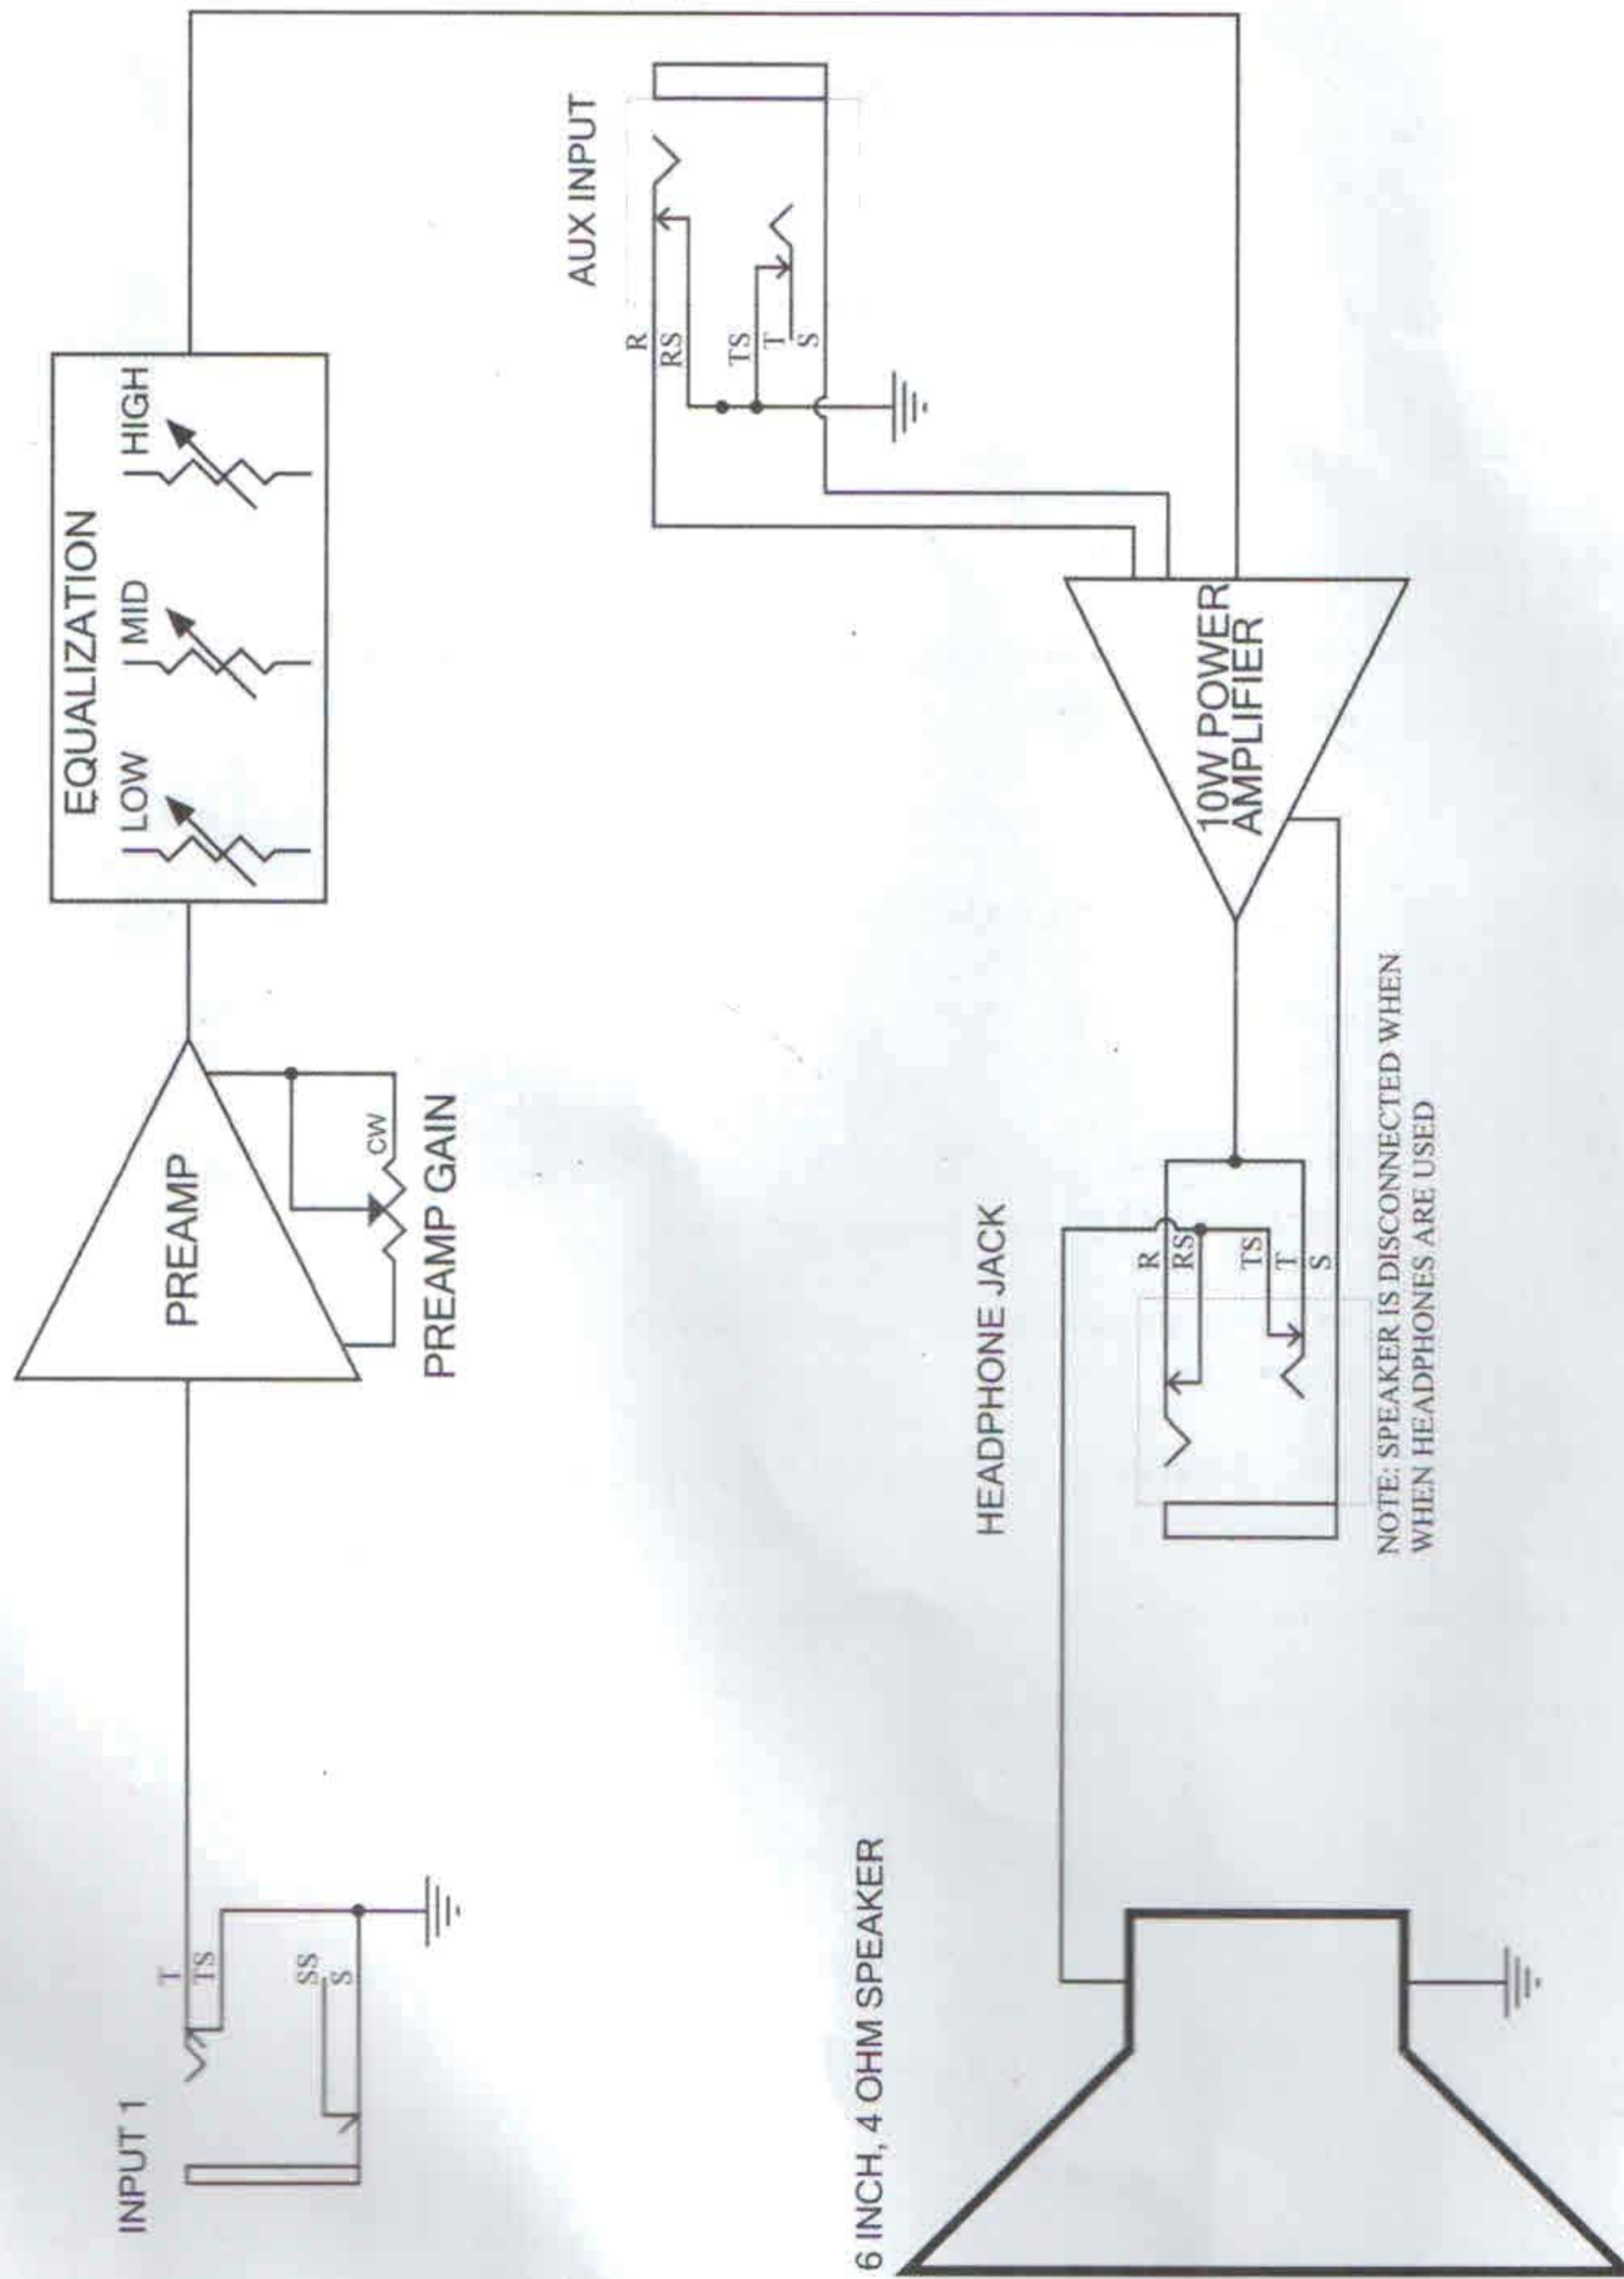 INPUT 1
T
TS
SS
S
PREAMP
CW
PREAMP GAIN
EQUALIZATION
LOW
MID
HIGH
AUX INPUT
R
RS
TS
T
S
6 INCH, 4 OHM SPEAKER
HEADPHONE JACK
R
RS
TS
T
S
10W POWER
AMPLIFIER
NOTE: SPEAKER IS DISCONNECTED WHEN
WHEN HEADPHONES ARE USED